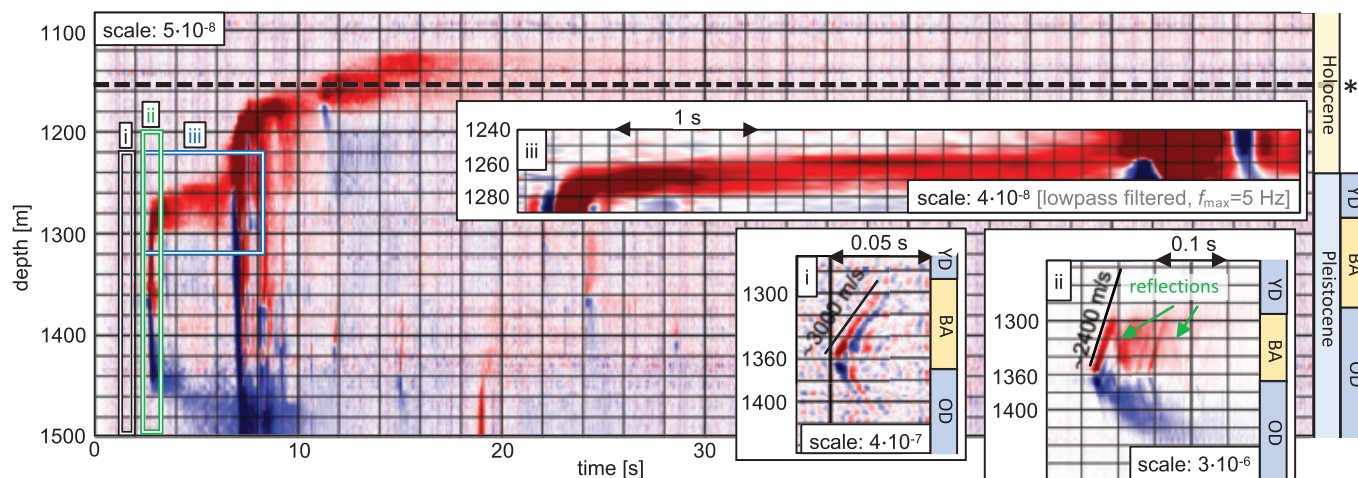 scale: 5·10⁻⁸
1100
1200
1300
1400
1500
depth [m]
0
10
20
30
time [s]
i
ii
iii
1 s
1240
1260
1280
iii
scale: 4·10⁻⁸ [lowpass filtered, fmax=5 Hz]
0.05 s
i
~3000 m/s
1300
1360
1400
YD
BA
OD
scale: 4·10⁻⁷
0.1 s
ii
reflections
~2400 m/s
1300
1360
1400
YD
BA
OD
scale: 3·10⁻⁶
Holocene
*
Pleistocene
YD
BA
OD